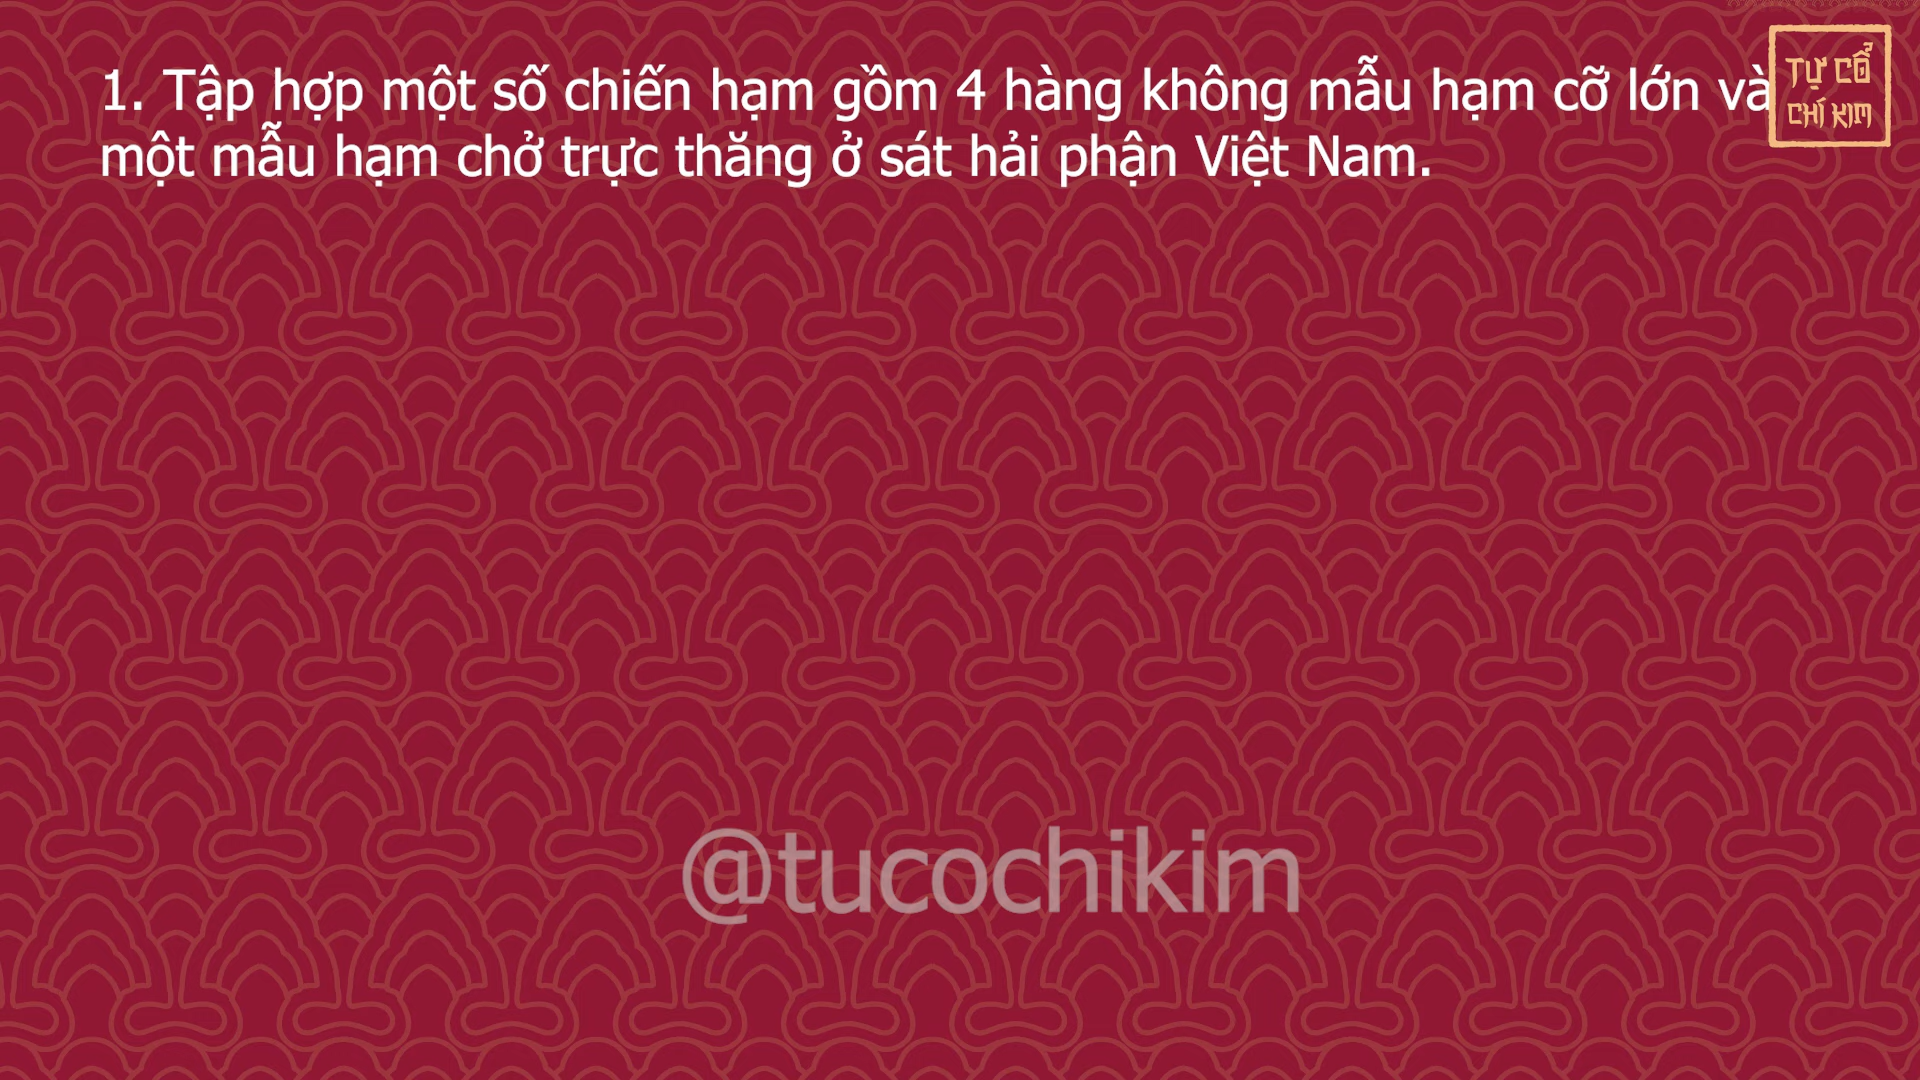 1. Tập hợp một số chiến hạm gồm 4 hàng không mẫu hạm cỡ lớn và
một mẫu hạm chở trực thăng ở sát hải phận Việt Nam.
TỰ CỔ
CHÍ KIM
@tucochikim